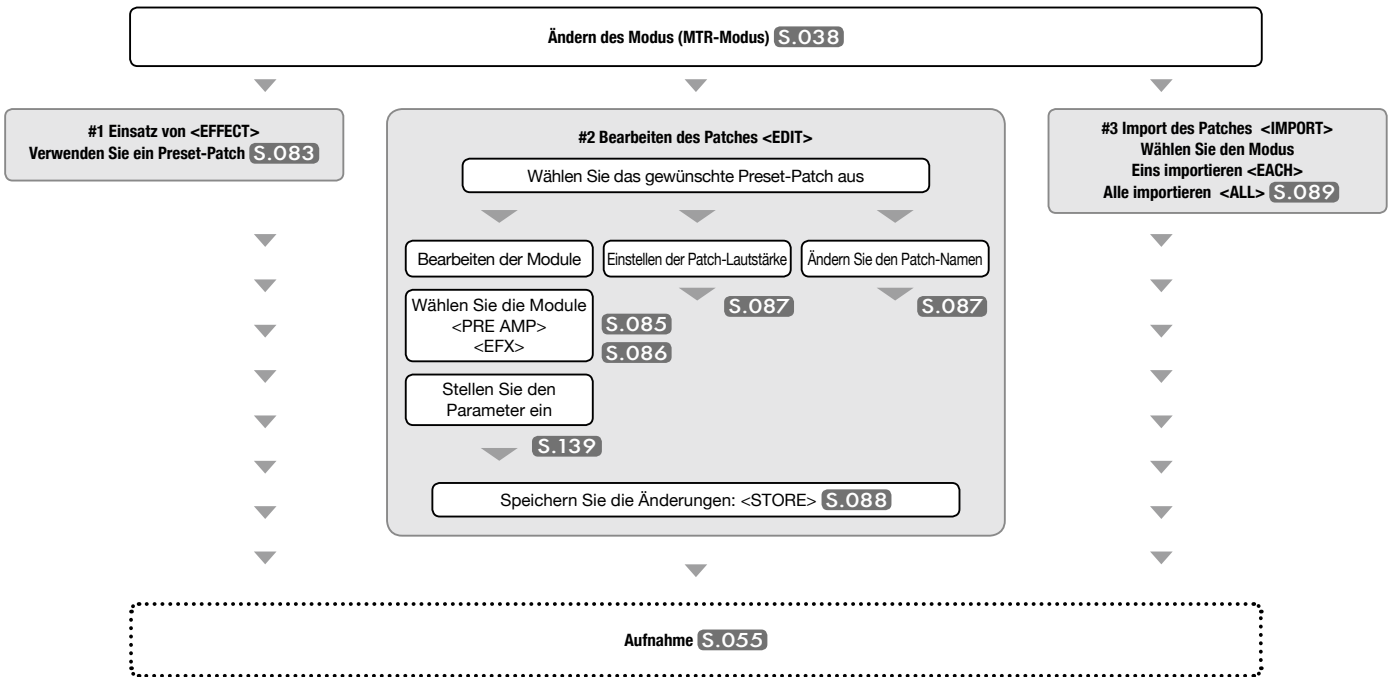 Ändern des Modus (MTR-Modus) S.038
#1 Einsatz von <EFFECT>
Verwenden Sie ein Preset-Patch S.083
#2 Bearbeiten des Patches <EDIT>
Wählen Sie das gewünschte Preset-Patch aus
Bearbeiten der Module
Wählen Sie die Module
<PRE AMP>
<EFX>
S.085
S.086
Stellen Sie den
Parameter ein
S.139
Einstellen der Patch-Lautstärke
S.087
Ändern Sie den Patch-Namen
S.087
Speichern Sie die Änderungen: <STORE> S.088
#3 Import des Patches <IMPORT>
Wählen Sie den Modus
Eins importieren <EACH>
Alle importieren <ALL> S.089
Aufnahme S.055